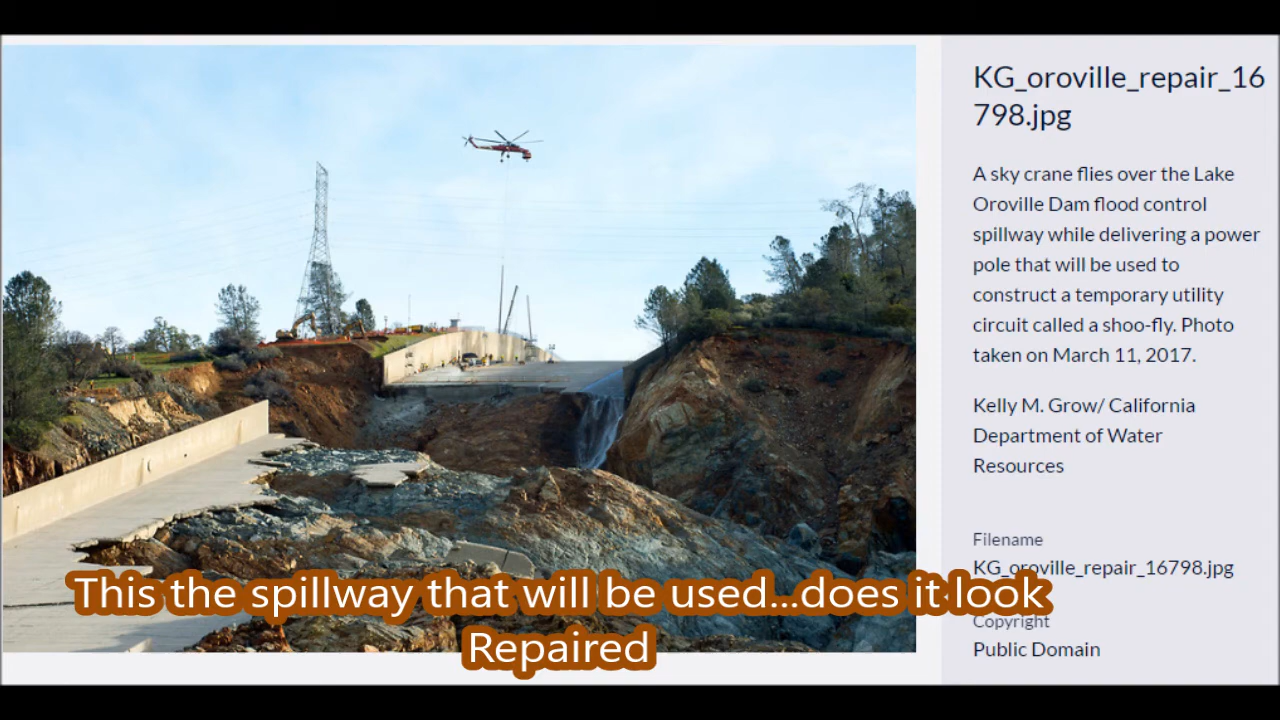 KG_oroville_repair_16
798.jpg
A sky crane flies over the Lake
Oroville Dam flood control
spillway while delivering a power
pole that will be used to
construct a temporary utility
circuit called a shoo-fly. Photo
taken on March 11, 2017.
Kelly M. Grow/ California
Department of Water
Resources
Filename
KG_oroville_repair_16798.jpg
This the spillway that will be used...does it look
Repaired
Copyright
Public Domain